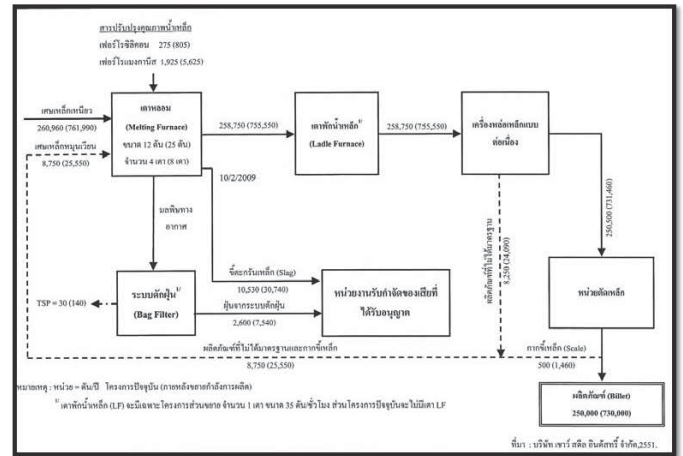 สารปรับปรุงคุณภาพน้ำเหล็ก
เฟอร์โรซิลิคอน 275 (805)
เฟอร์โรแมงกานีส 1,925 (5,625)
เศษเหล็กเหนียว
260,960 (761,990)
เศษเหล็กหมุนเวียน
8,750 (25,550)
เตาหลอม
(Melting Furnace)
ขนาด 12 ตัน (25 ตัน)
จำนวน 4 เตา (8 เตา)
258,750 (755,550)
เตาพักน้ำเหล็ก 1/
(Ladle Furnace)
258,750 (755,550)
เครื่องหล่อเหล็กแบบ
ต่อเนื่อง
10/2/2009
มลพิษทาง
อากาศ
ผลิตภัณฑ์ที่ไม่ได้มาตรฐาน
8,250 (24,090)
250,500 (731,460)
ขี้ตะกรันเหล็ก (Slag)
10,530 (30,740)
TSP = 30 (140)
ระบบดักฝุ่น 1/
(Bag Filter)
ฝุ่นจากระบบดักฝุ่น
2,600 (7,540)
หน่วยงานรับกำจัดของเสียที่
ได้รับอนุญาต
หน่วยตัดเหล็ก
ผลิตภัณฑ์ที่ไม่ได้มาตรฐานและกากขี้เหล็ก
8,750 (25,550)
กากขี้เหล็ก (Scale)
500 (1,460)
หมายเหตุ : หน่วย = ตัน/ปี โครงการปัจจุบัน (ภายหลังขยายกำลังการผลิต)
1/ เตาพักน้ำเหล็ก (LF) จะมีเฉพาะโครงการส่วนขยาย จำนวน 1 เตา ขนาด 35 ตัน/ชั่วโมง ส่วนโครงการปัจจุบันจะไม่มีเตา LF
ผลิตภัณฑ์ (Billet)
250,000 (730,000)
ที่มา : บริษัท เชาว์ สตีล อินดัสทรี้ จำกัด,2551.